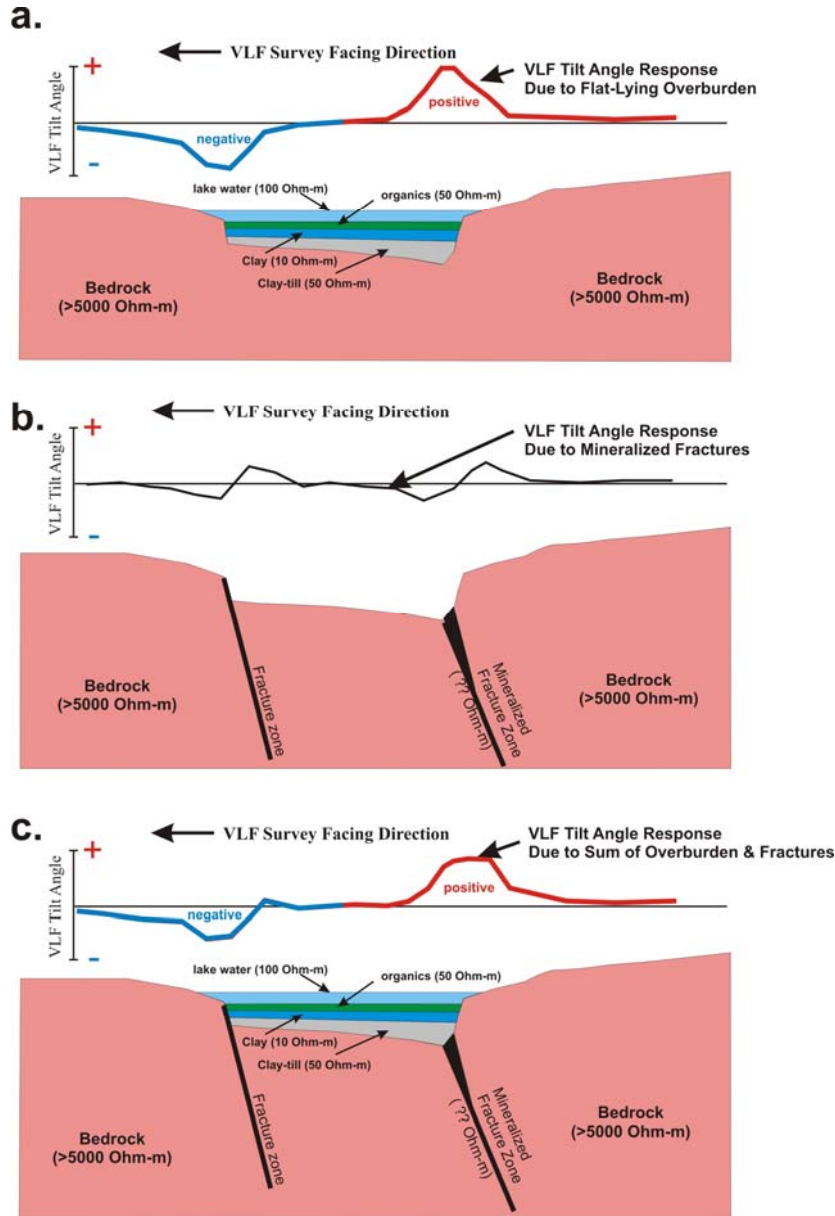 a.
VLF Survey Facing Direction
+
VLF Tilt Angle
-
negative
positive
VLF Tilt Angle Response
Due to Flat-Lying Overburden
lake water (100 Ohm-m)
organics (50 Ohm-m)
Clay (10 Ohm-m)
Clay-till (50 Ohm-m)
Bedrock
(>5000 Ohm-m)
Bedrock
(>5000 Ohm-m)
b.
VLF Survey Facing Direction
+
VLF Tilt Angle
-
VLF Tilt Angle Response
Due to Mineralized Fractures
Bedrock
(>5000 Ohm-m)
Fracture zone
Mineralized
Fracture Zone
( ?? Ohm-m)
Bedrock
(>5000 Ohm-m)
c.
VLF Survey Facing Direction
+
VLF Tilt Angle
-
negative
positive
VLF Tilt Angle Response
Due to Sum of Overburden & Fractures
lake water (100 Ohm-m)
organics (50 Ohm-m)
Clay (10 Ohm-m)
Clay-till (50 Ohm-m)
Bedrock
(>5000 Ohm-m)
Fracture zone
Mineralized
Fracture Zone
( ?? Ohm-m)
Bedrock
(>5000 Ohm-m)